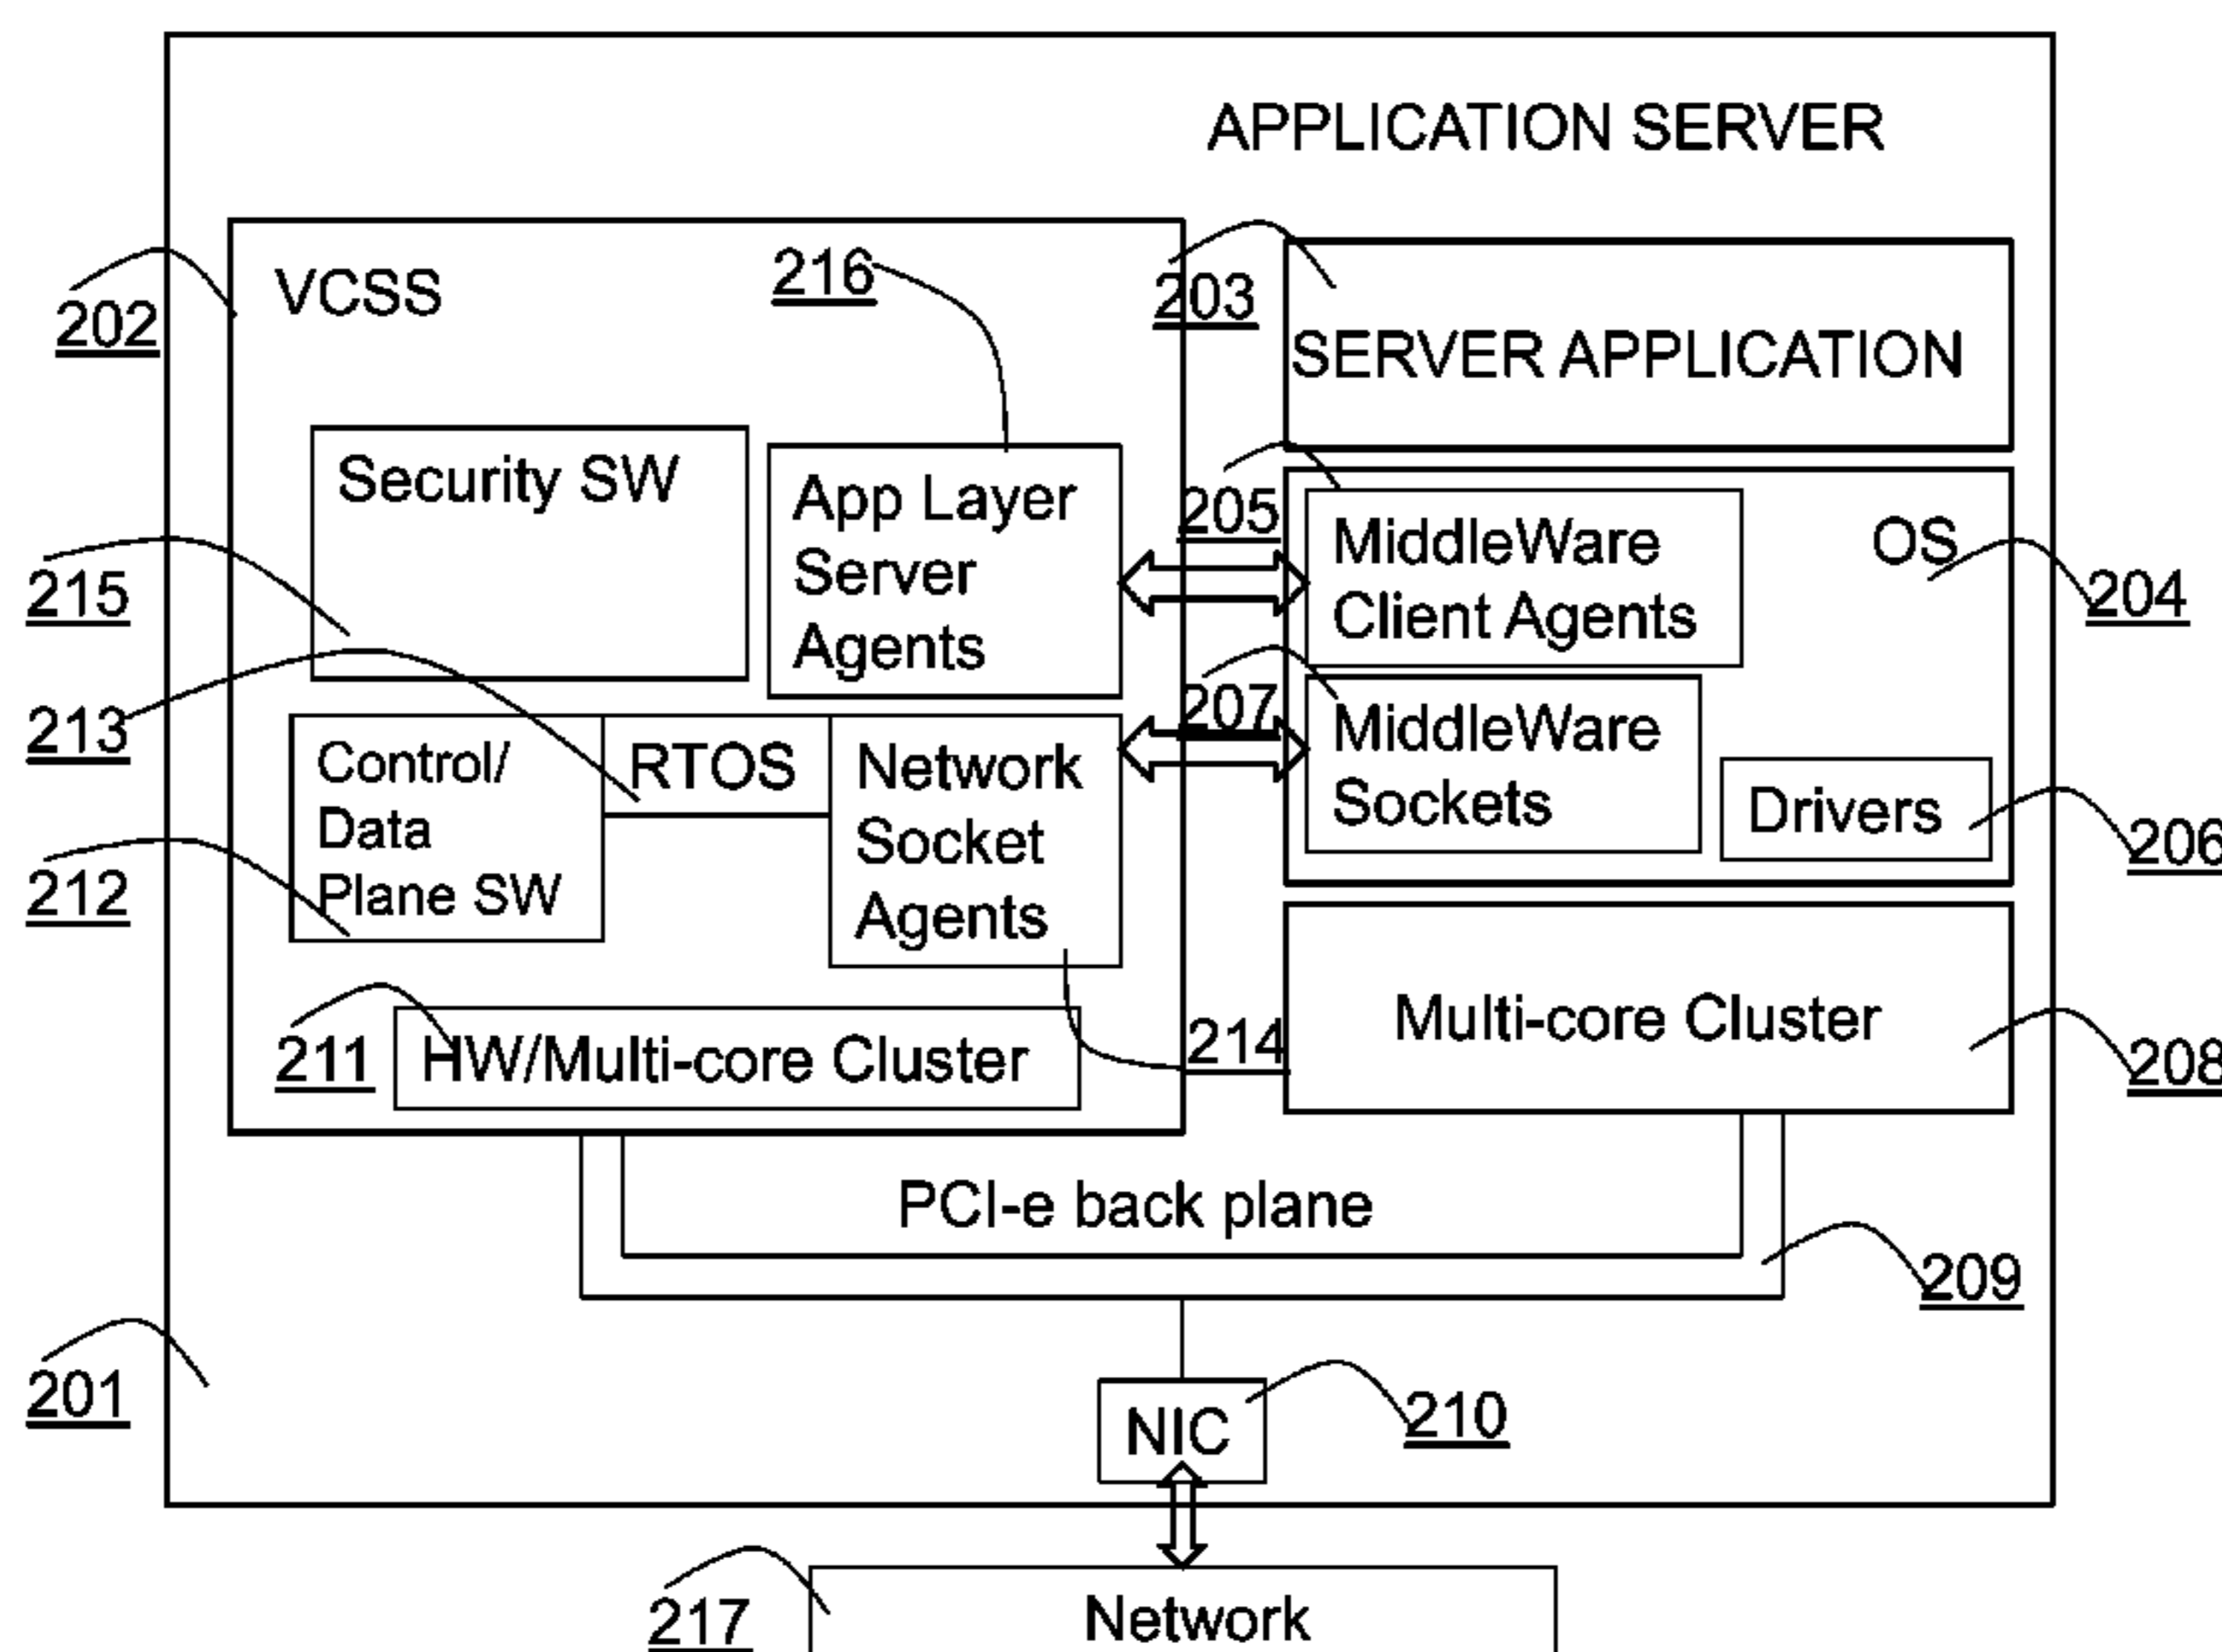 APPLICATION SERVER
202
VCSS
216
203
SERVER APPLICATION
Security SW
App Layer
Server
Agents
205
MiddleWare
Client Agents
OS
204
215
213
207
MiddleWare
Sockets
Drivers
206
Control/
Data
Plane SW
RTOS
Network
Socket
Agents
212
211
HW/Multi-core Cluster
214
Multi-core Cluster
208
PCI-e back plane
209
201
NIC
210
217
Network